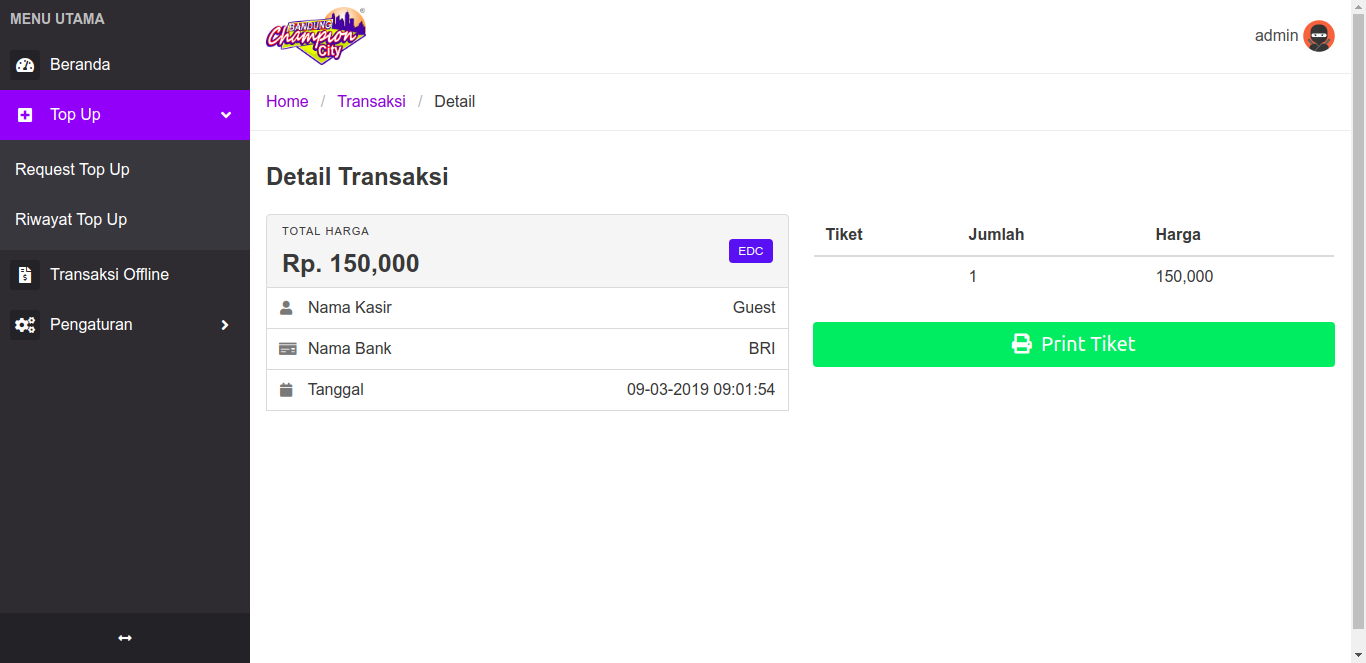 MENU UTAMA
Beranda
Top Up
Request Top Up
Riwayat Top Up
Transaksi Offline
Pengaturan
BANDUNG
Champion
City
®
admin
Home / Transaksi / Detail
Detail Transaksi
TOTAL HARGA
Rp. 150,000
EDC
Nama Kasir Guest
Nama Bank BRI
Tanggal 09-03-2019 09:01:54
Tiket Jumlah Harga
1 150,000
Print Tiket